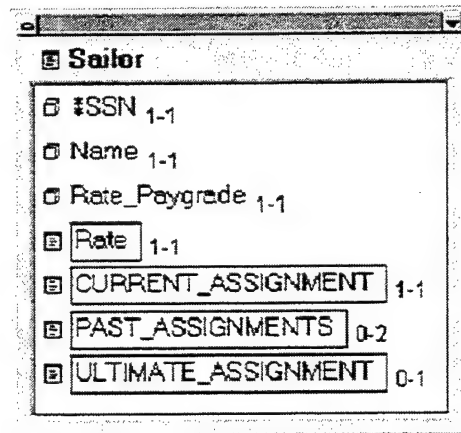 Sailor
‡SSN 1-1
Name 1-1
Rate_Paygrade 1-1
Rate 1-1
CURRENT_ASSIGNMENT 1-1
PAST_ASSIGNMENTS 0-2
ULTIMATE_ASSIGNMENT 0-1